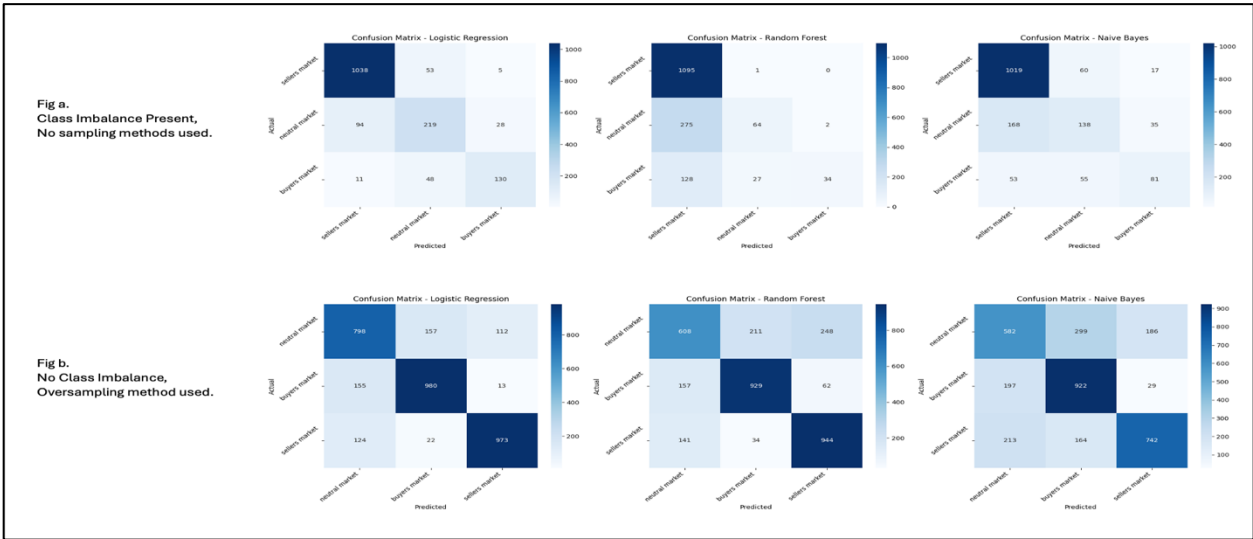 Fig a.
Class Imbalance Present,
No sampling methods used.
Confusion Matrix - Logistic Regression
Actual
sellers market
neutral market
buyers market
1038 53 5
94 219 28
11 48 130
sellers market
neutral market
buyers market
Predicted
1000
800
600
400
200
Confusion Matrix - Random Forest
Actual
sellers market
neutral market
buyers market
1095 1 0
275 64 2
128 27 34
sellers market
neutral market
buyers market
Predicted
1000
800
600
400
200
0
Confusion Matrix - Naive Bayes
Actual
sellers market
neutral market
buyers market
1019 60 17
168 138 35
53 55 81
sellers market
neutral market
buyers market
Predicted
1000
800
600
400
200
Fig b.
No Class Imbalance,
Oversampling method used.
Confusion Matrix - Logistic Regression
Actual
neutral market
buyers market
sellers market
798 157 112
155 980 13
124 22 973
neutral market
buyers market
sellers market
Predicted
800
600
400
200
Confusion Matrix - Random Forest
Actual
neutral market
buyers market
sellers market
608 211 248
157 929 62
141 34 944
neutral market
buyers market
sellers market
Predicted
800
600
400
200
Confusion Matrix - Naive Bayes
Actual
neutral market
buyers market
sellers market
582 299 186
197 922 29
213 164 742
neutral market
buyers market
sellers market
Predicted
900
800
700
600
500
400
300
200
100